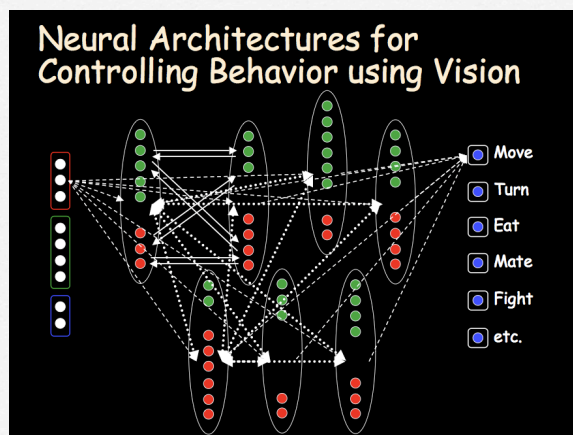 Neural Architectures for
Controlling Behavior using Vision
Move
Turn
Eat
Mate
Fight
etc.